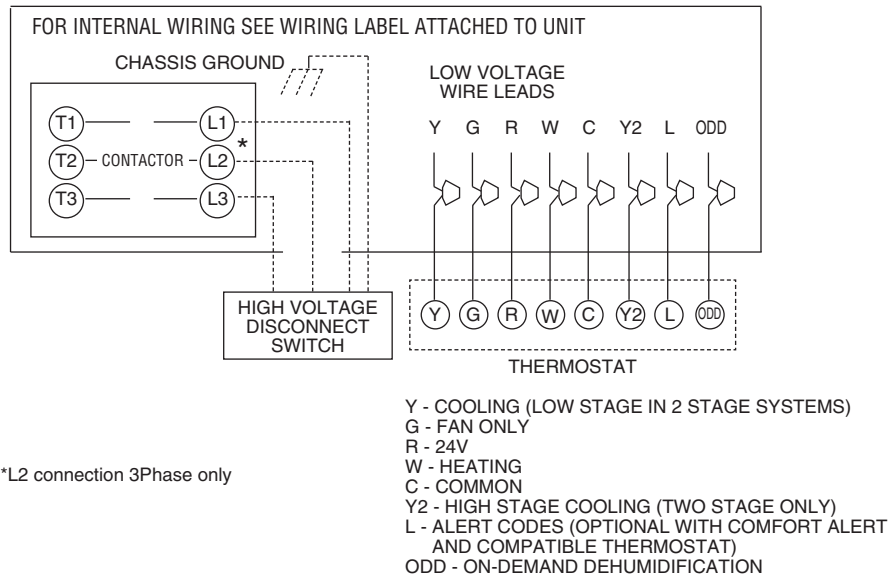 FOR INTERNAL WIRING SEE WIRING LABEL ATTACHED TO UNIT
CHASSIS GROUND
LOW VOLTAGE
WIRE LEADS
Y G R W C Y2 L ODD
T1 L1
T2 CONTACTOR L2 *
T3 L3
HIGH VOLTAGE
DISCONNECT
SWITCH
Y G R W C Y2 L ODD
THERMOSTAT
Y - COOLING (LOW STAGE IN 2 STAGE SYSTEMS)
G - FAN ONLY
R - 24V
W - HEATING
C - COMMON
Y2 - HIGH STAGE COOLING (TWO STAGE ONLY)
L - ALERT CODES (OPTIONAL WITH COMFORT ALERT
AND COMPATIBLE THERMOSTAT)
ODD - ON-DEMAND DEHUMIDIFICATION
*L2 connection 3Phase only